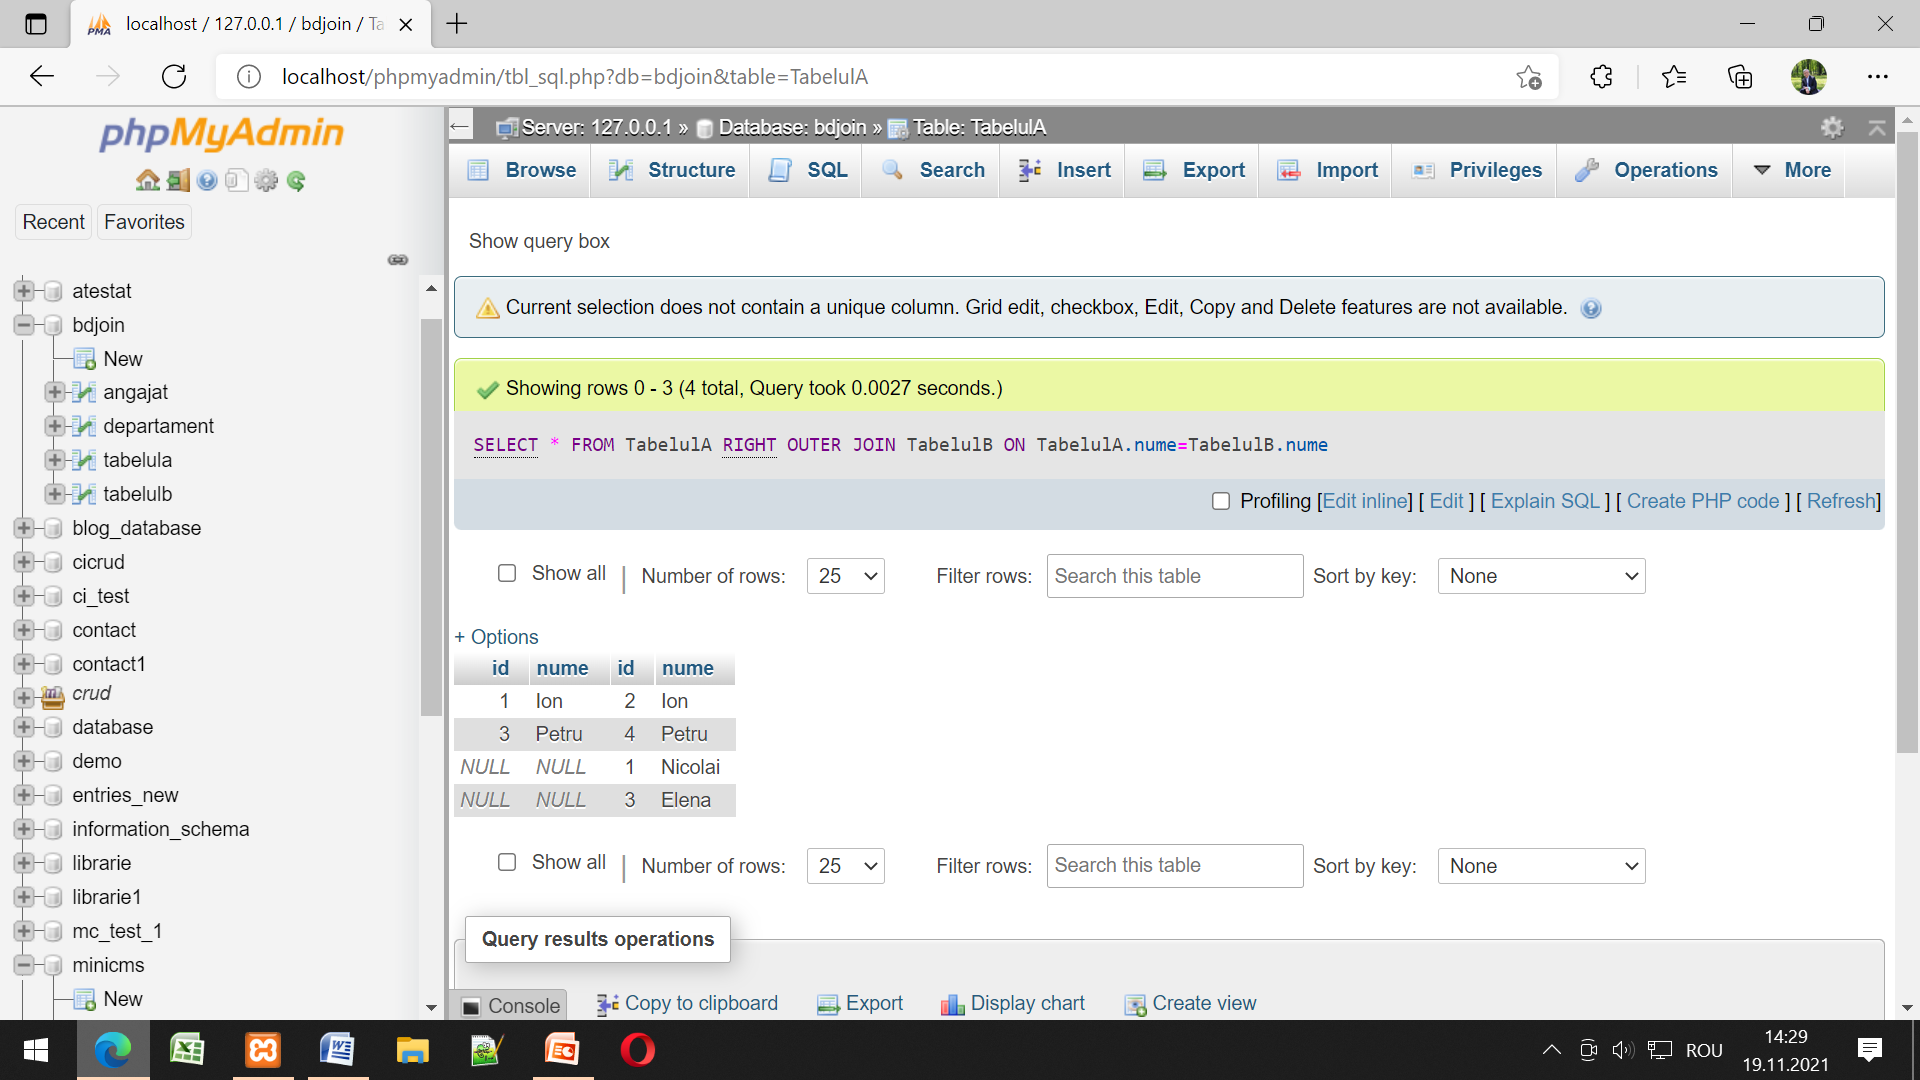 localhost / 127.0.0.1 / bdjoin / Ta
localhost/phpmyadmin/tbl_sql.php?db=bdjoin&table=TabelulA
phpMyAdmin
Recent Favorites
atestat
bdjoin
New
angajat
departament
tabelula
tabelulb
blog_database
cicrud
ci_test
contact
contact1
crud
database
demo
entries_new
information_schema
librarie
librarie1
mc_test_1
minicms
New
Server: 127.0.0.1 » Database: bdjoin » Table: TabelulA
Browse Structure SQL Search Insert Export Import Privileges Operations More
Show query box
Current selection does not contain a unique column. Grid edit, checkbox, Edit, Copy and Delete features are not available.
Showing rows 0 - 3 (4 total, Query took 0.0027 seconds.)
SELECT * FROM TabelulA RIGHT OUTER JOIN TabelulB ON TabelulA.nume=TabelulB.nume
Profiling [Edit inline] [ Edit ] [ Explain SQL ] [ Create PHP code ] [ Refresh]
Show all | Number of rows: 25 Filter rows: Search this table Sort by key: None
+ Options
id nume id nume
1 Ion 2 Ion
3 Petru 4 Petru
NULL NULL 1 Nicolai
NULL NULL 3 Elena
Show all | Number of rows: 25 Filter rows: Search this table Sort by key: None
Query results operations
Console Copy to clipboard Export Display chart Create view
ROU
14:29
19.11.2021